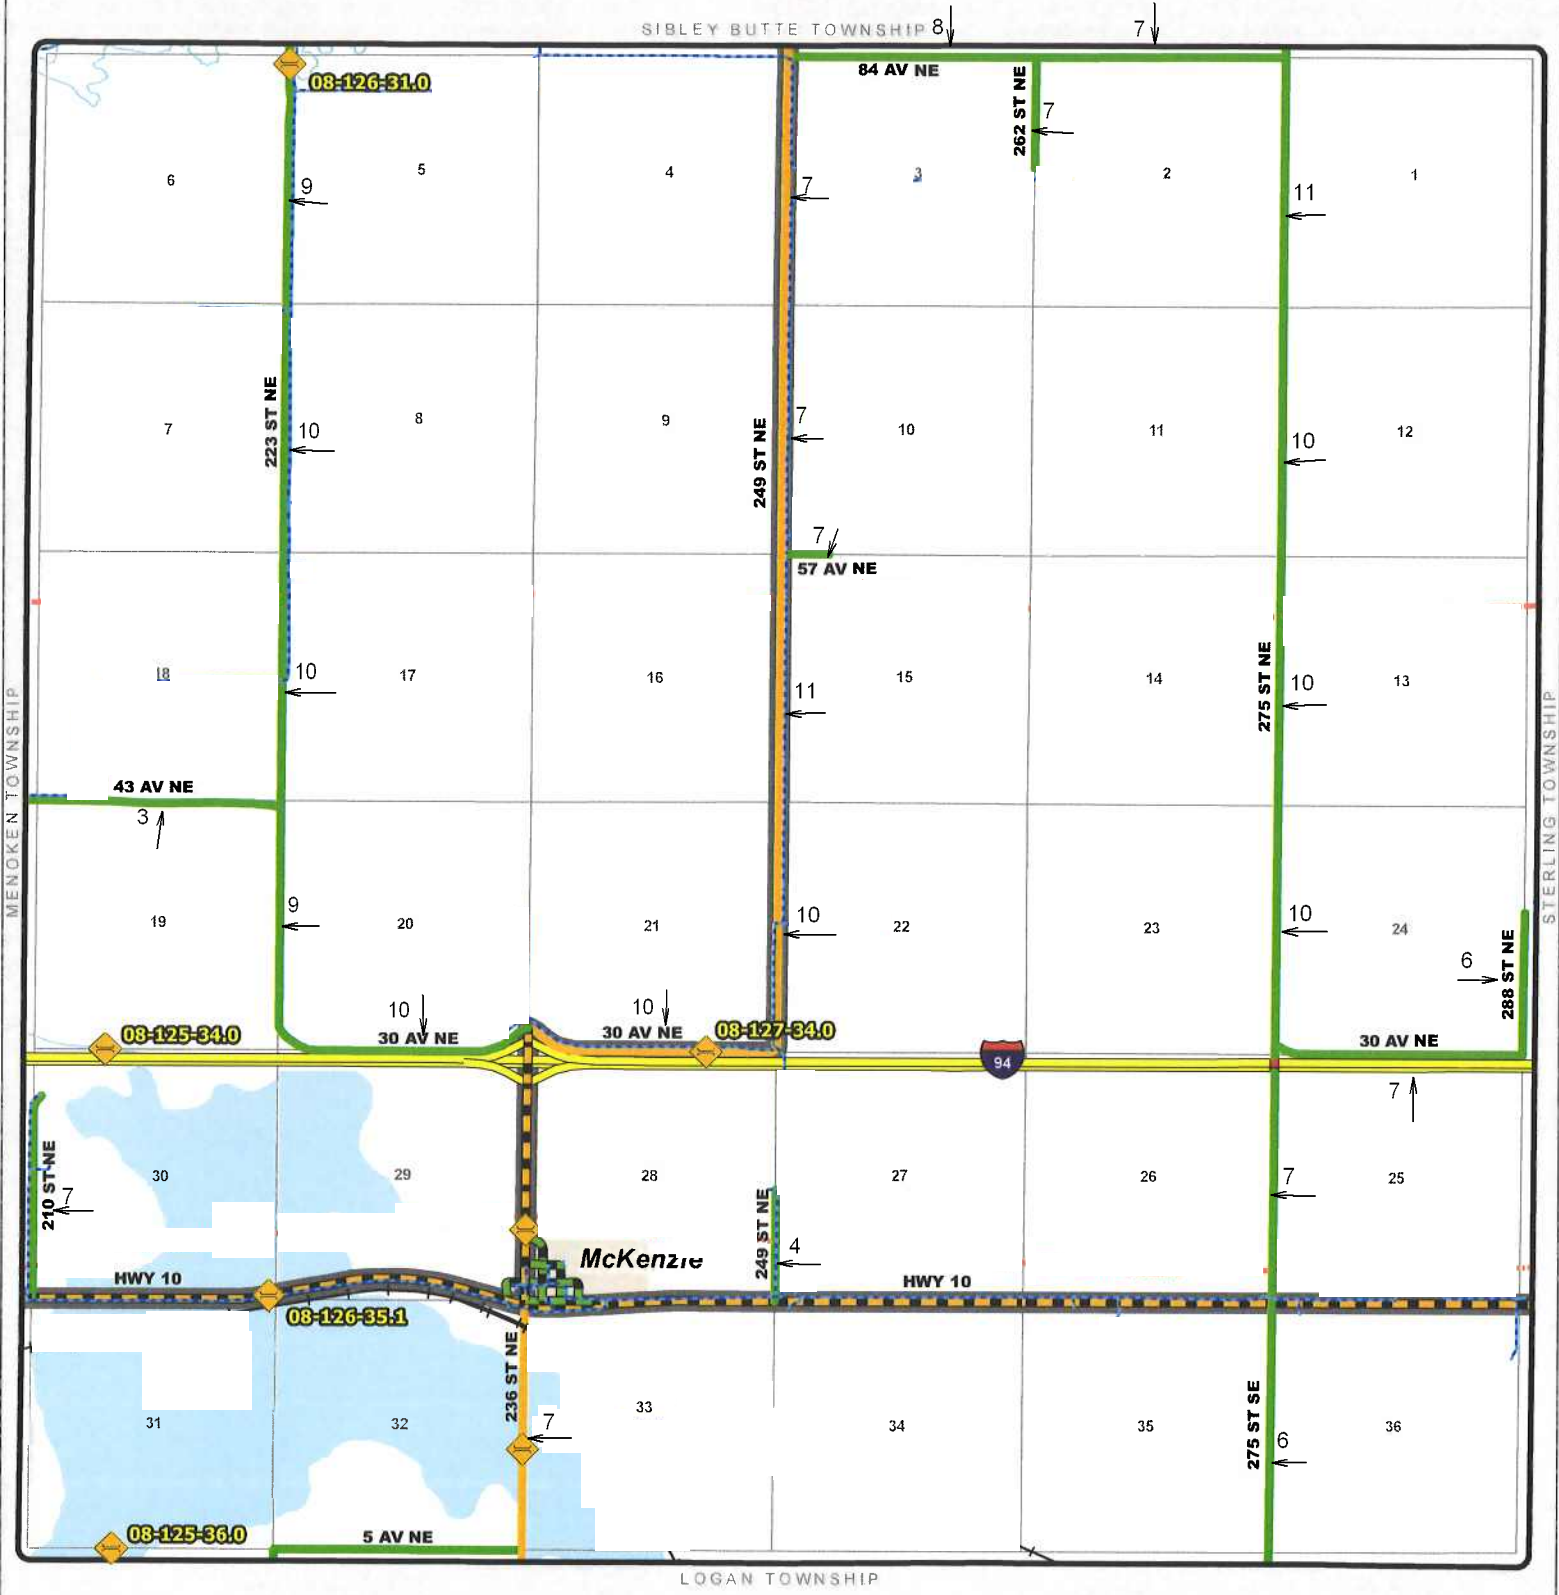 SIBLEY BUTTE TOWNSHIP
8
7
84 AV NE
08-126-31.0
262 ST NE
7
6
5
4
3
2
1
9
7
11
223 ST NE
249 ST NE
7
8
9
10
11
12
10
7
10
7
57 AV NE
18
17
16
15
14
13
10
11
10
275 ST NE
MENOKEN TOWNSHIP
STERLING TOWNSHIP
43 AV NE
3
19
20
21
22
23
24
9
10
10
6
288 ST NE
10
10
08-125-34.0
30 AV NE
30 AV NE
08-127-34.0
30 AV NE
94
7
210 ST NE
30
29
28
27
26
25
7
7
249 ST NE
4
McKenzie
HWY 10
HWY 10
08-126-35.1
236 ST NE
31
32
33
34
35
36
7
275 ST SE
6
08-125-36.0
5 AV NE
LOGAN TOWNSHIP